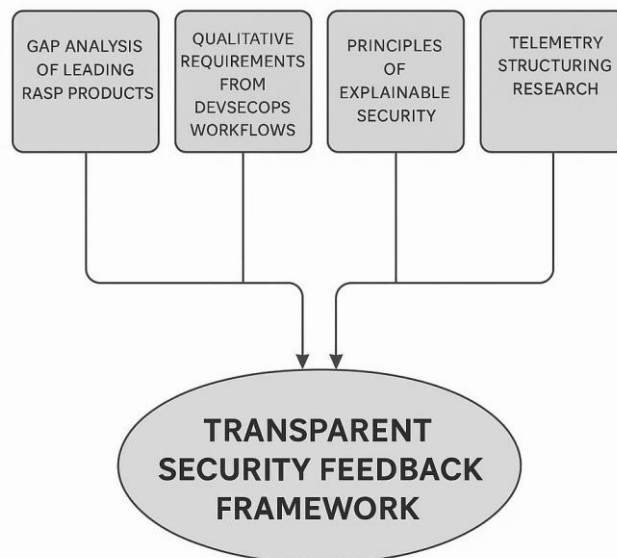 GAP ANALYSIS
OF LEADING
RASP PRODUCTS
QUALITATIVE
REQUIREMENTS
FROM
DEVSECOPS
WORKFLOWS
PRINCIPLES
OF
EXPLAINABLE
SECURITY
TELEMETRY
STRUCTURING
RESEARCH
TRANSPARENT
SECURITY FEEDBACK
FRAMEWORK